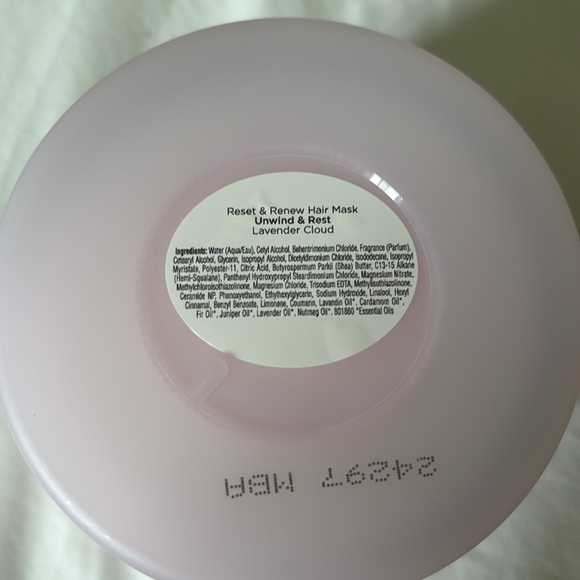 Reset & Renew Hair Mask
Unwind & Rest
Lavender Cloud
Ingredients: Water (Aqua/Eau), Cetyl Alcohol, Behentrimonium Chloride, Fragrance (Parfum),
Cetearyl Alcohol, Glycerin, Isopropyl Alcohol, Dicetyldimonium Chloride, Isododecane, Isopropyl
Myristate, Polyester-11, Citric Acid, Butyrospermum Parkii (Shea) Butter, C13-15 Alkane
(Hemi-Squalane), Panthenyl Hydroxypropyl Steardimonium Chloride, Magnesium Nitrate,
Methylchloroisothiazolinone, Magnesium Chloride, Trisodium EDTA, Methylisothiazolinone,
Ceramide NP, Phenoxyethanol, Ethylhexylglycerin, Sodium Hydroxide, Linalool, Hexyl
Cinnamal, Benzyl Benzoate, Limonene, Coumarin, Lavandin Oil*, Cardamom Oil*,
Fir Oil*, Juniper Oil*, Lavender Oil*, Nutmeg Oil*. 801860 *Essential Oils
24297 MBA